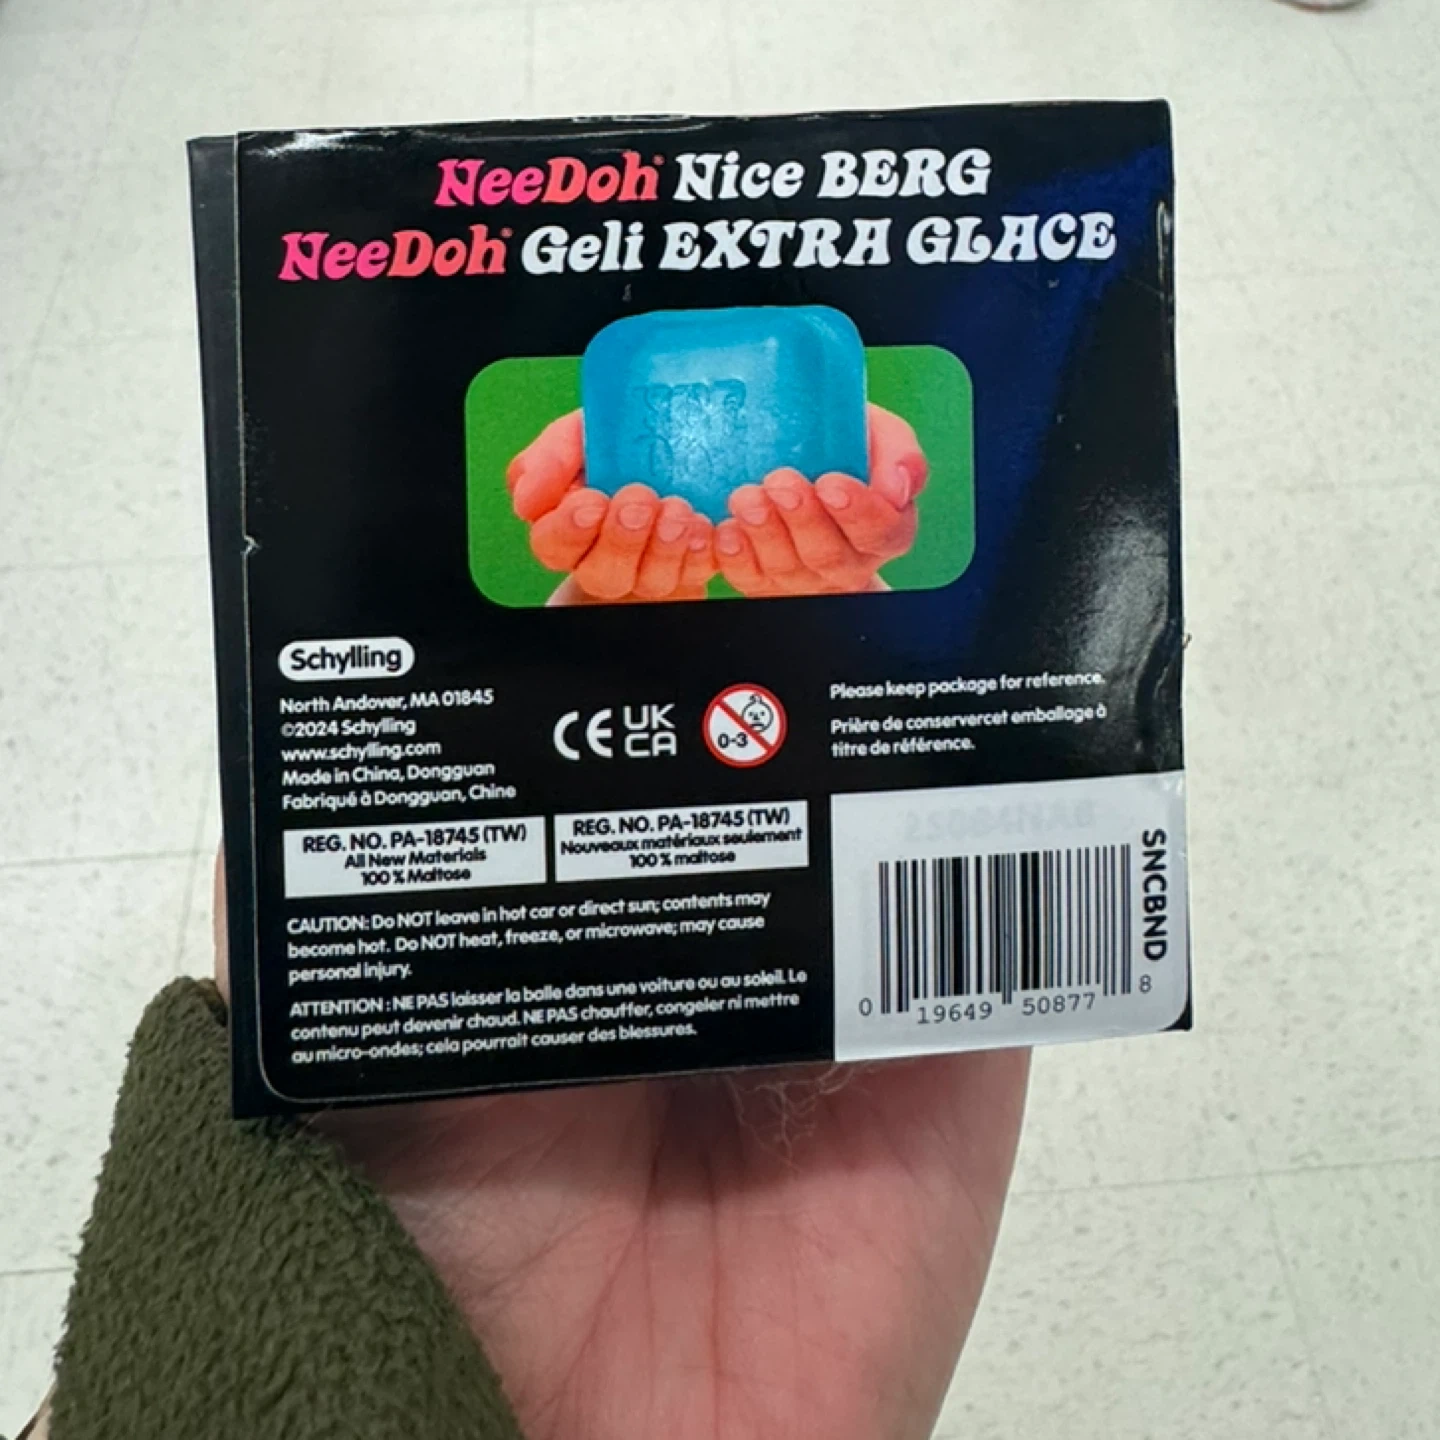 NeeDoh® Nice BERG
NeeDoh® Geli EXTRA GLACE
Schylling
North Andover, MA 01845
©2024 Schylling
www.schylling.com
Made in China, Dongguan
Fabriqué à Dongguan, Chine
CE UK
CA
0-3
Please keep package for reference.
Prière de conservercet emballage à
titre de référence.
REG. NO. PA-18745 (TW)
All New Materials
100 % Maltose
REG. NO. PA-18745 (TW)
Nouveaux matériaux seulement
100 % maltose
CAUTION: Do NOT leave in hot car or direct sun; contents may
become hot. Do NOT heat, freeze, or microwave; may cause
personal injury.
ATTENTION : NE PAS laisser la balle dans une voiture ou au soleil. Le
contenu peut devenir chaud. NE PAS chauffer, congeler ni mettre
au micro-ondes; cela pourrait causer des blessures.
SNCBND
0 19649 50877 8